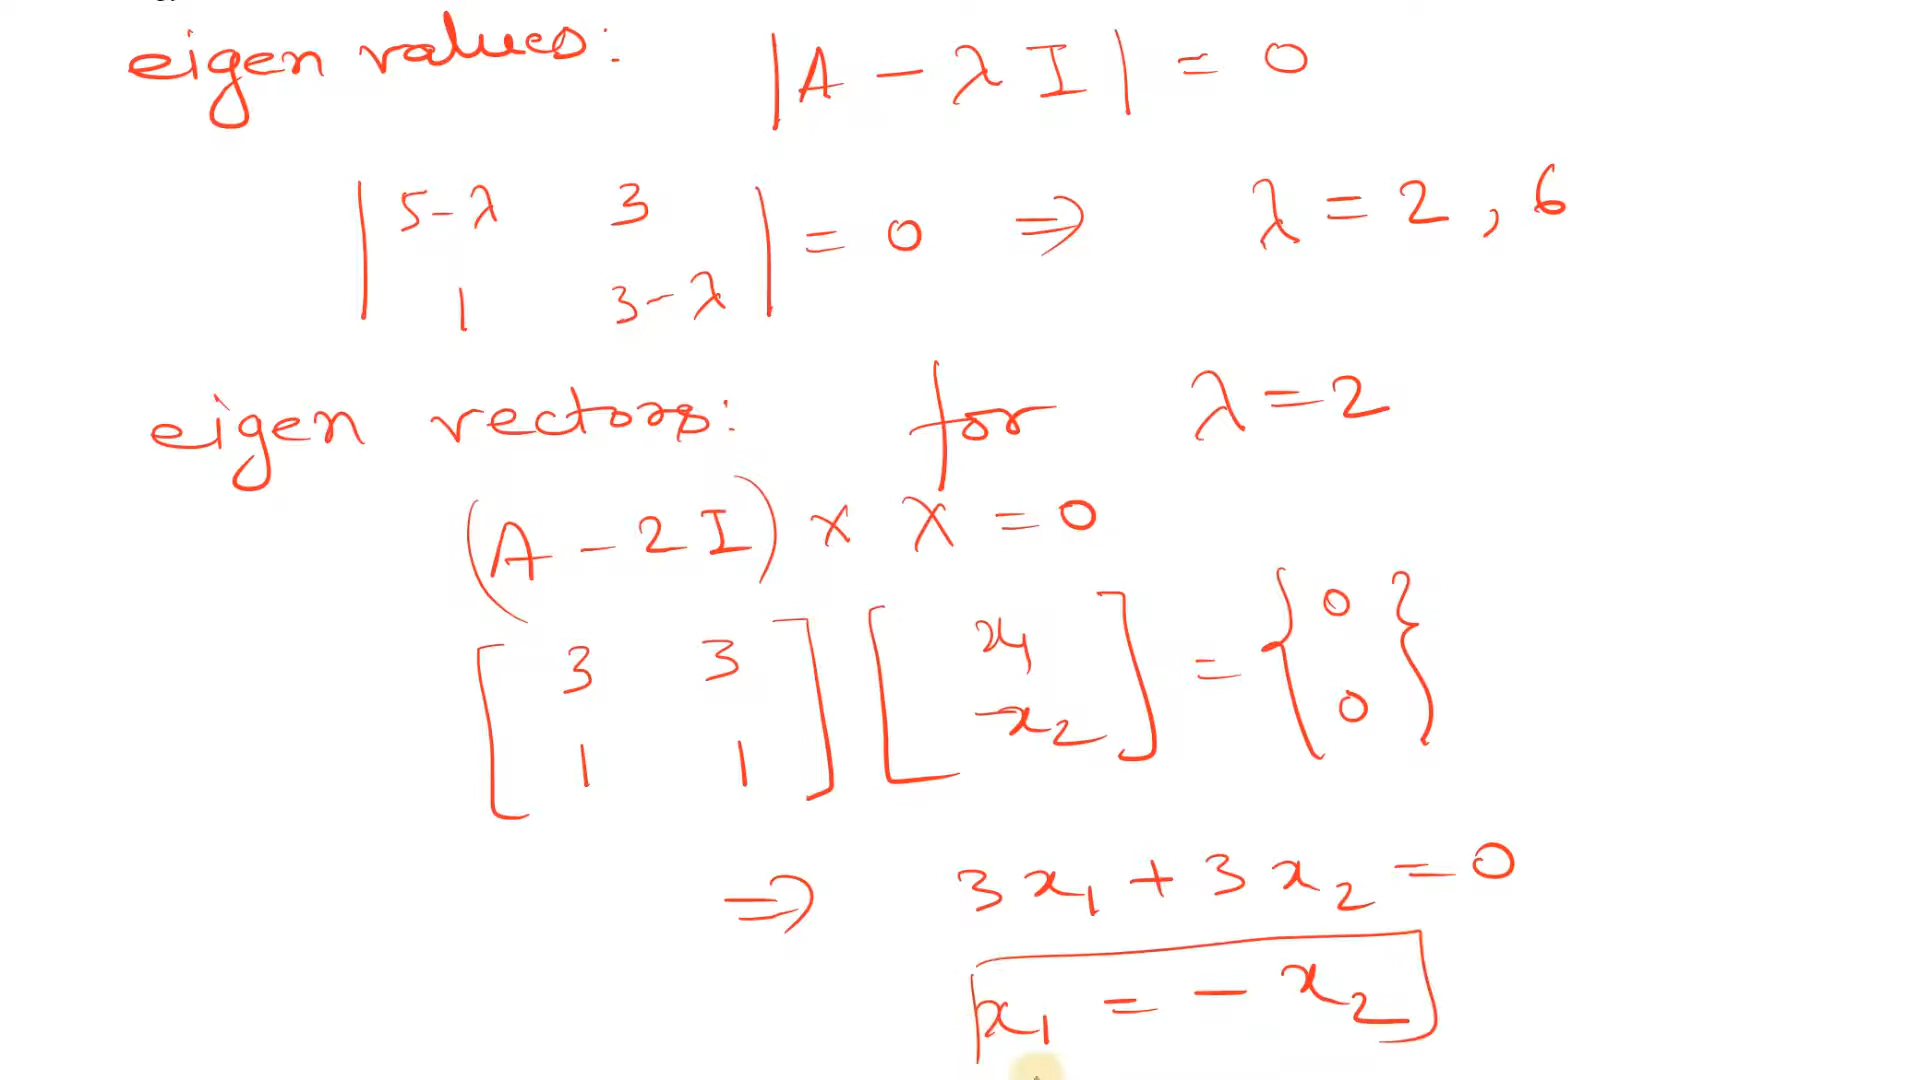 eigen values: |A - λI| = 0
| 5-λ 3 | = 0 ⇒ λ = 2, 6
| 1 3-λ |
eigen vectors: for λ = 2
(A - 2I) × X = 0
[ 3 3 ] [ x1 ] = { 0 }
[ 1 1 ] [ x2 ] { 0 }
⇒ 3x1 + 3x2 = 0
x1 = - x2